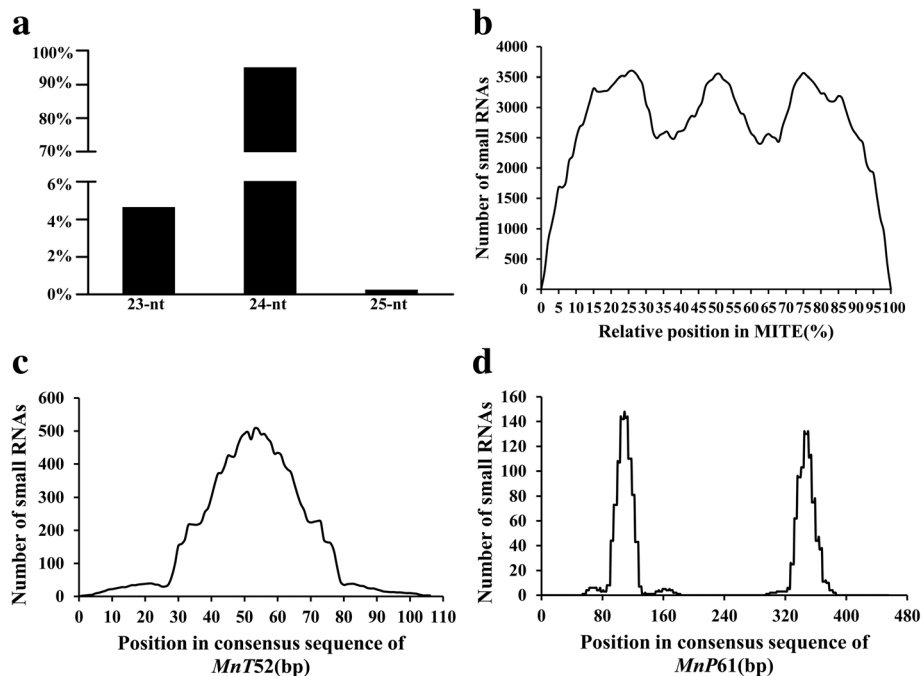 a
100%
90%
80%
70%
6%
4%
2%
0%
23-nt 24-nt 25-nt
b
Number of small RNAs
4000
3500
3000
2500
2000
1500
1000
500
0
0 5 10 15 20 25 30 35 40 45 50 55 60 65 70 75 80 85 90 95 100
Relative position in MITE(%)
c
Number of small RNAs
600
500
400
300
200
100
0
0 10 20 30 40 50 60 70 80 90 100 110
Position in consensus sequence of
MnT52(bp)
d
Number of small RNAs
160
140
120
100
80
60
40
20
0
0 80 160 240 320 400 480
Position in consensus sequence of
MnP61(bp)